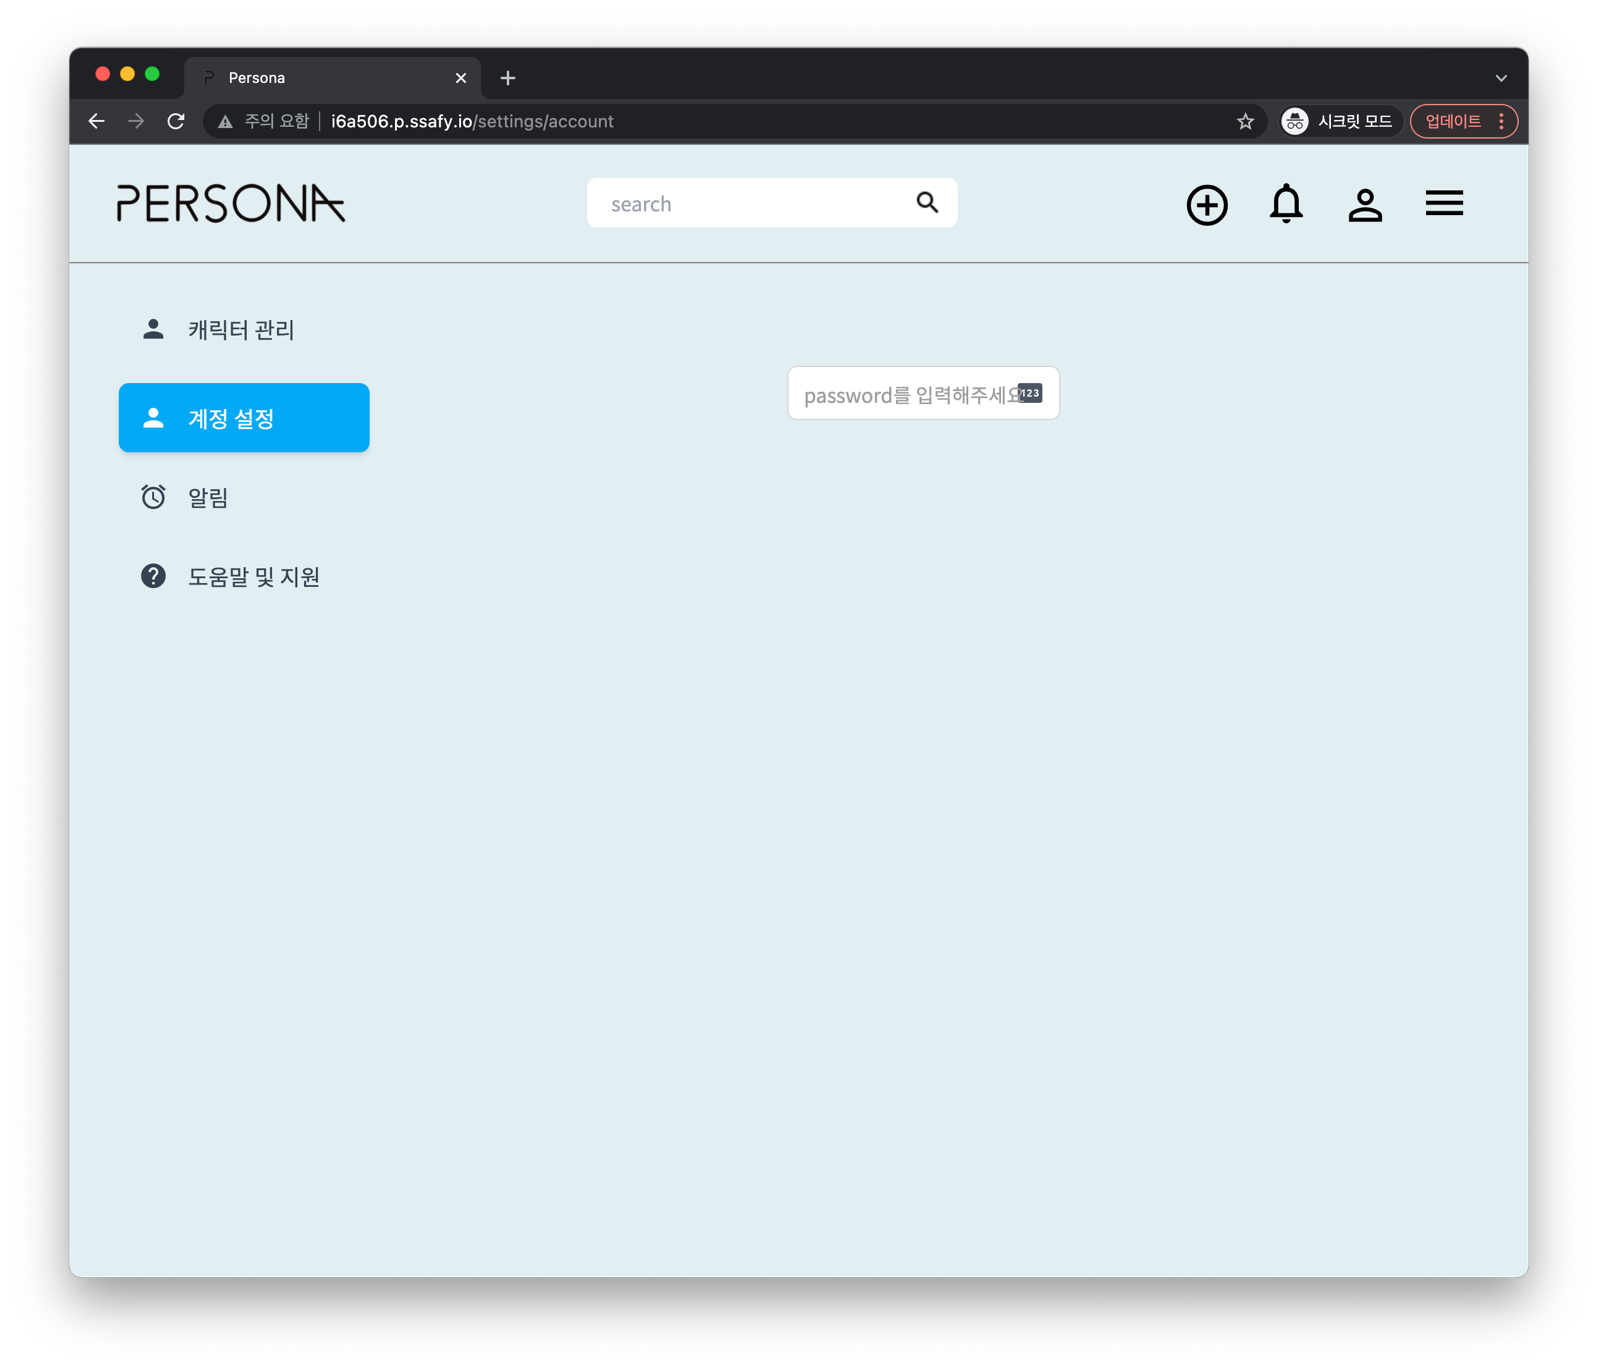 Persona
주의 요함 | i6a506.p.ssafy.io/settings/account
시크릿 모드
업데이트
PERSONA
search
캐릭터 관리
password를 입력해주세요
123
계정 설정
알림
도움말 및 지원